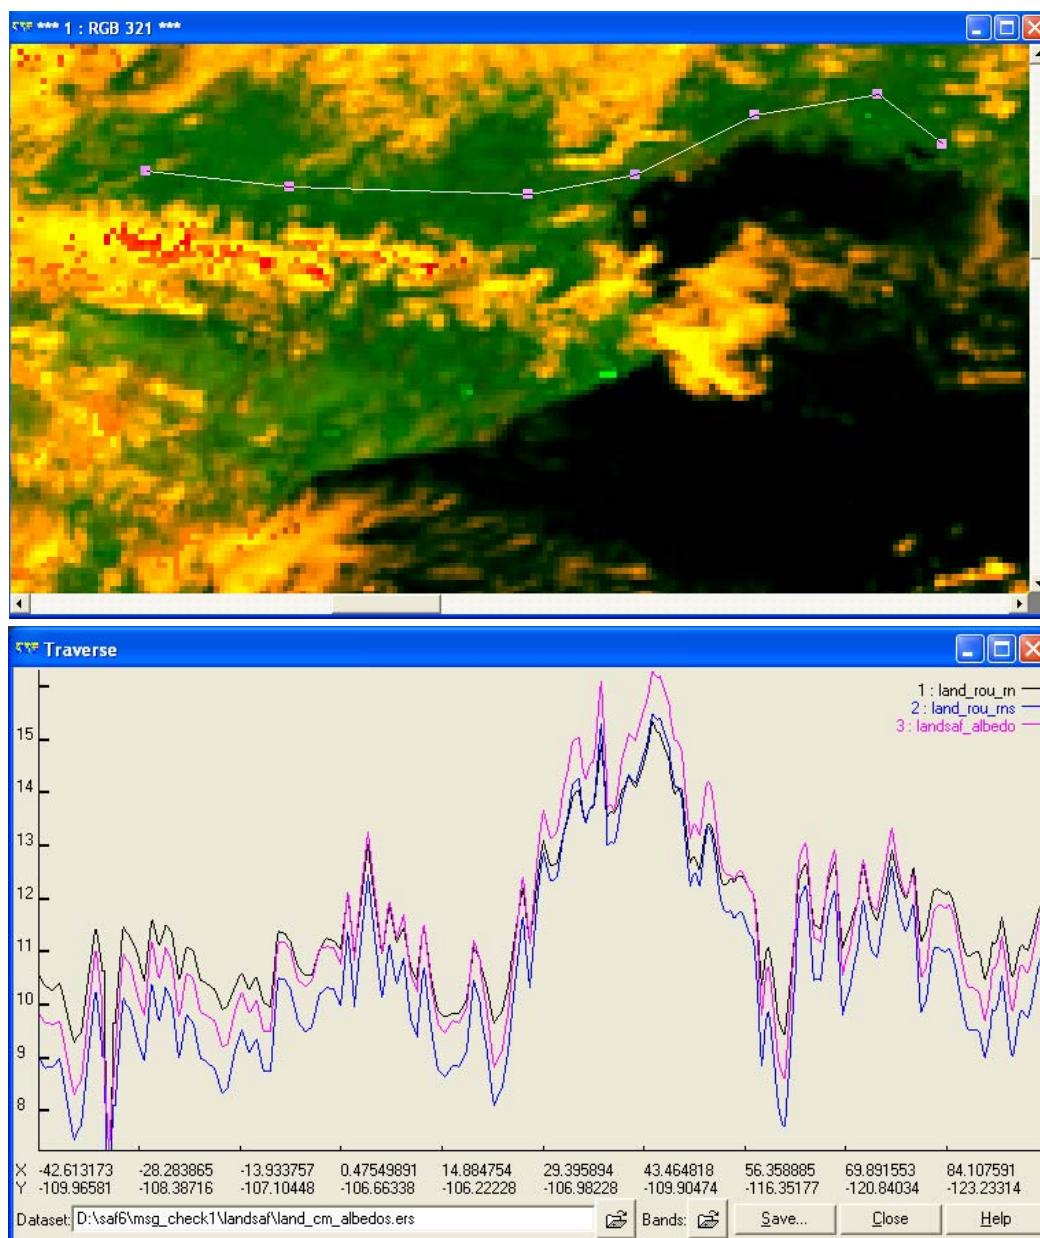 *** 1 : RGB 321 ***
Traverse
1 : land_rou_rn
2 : land_rou_rns
3 : landsaf_albedo
15
14
13
12
11
10
9
8
X -42.613173 -28.283865 -13.933757 0.47549891 14.884754 29.395894 43.464818 56.358885 69.891553 84.107591
Y -109.96581 -108.38716 -107.10448 -106.66338 -106.22228 -106.98228 -109.90474 -116.35177 -120.84034 -123.23314
Dataset: D:\saf6\msg_check1\landsaf\land_cm_albedos.ers Bands: Save... Close Help